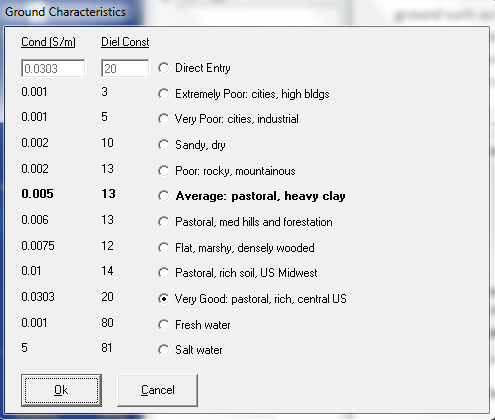 Ground Characteristics
ground such as
Cond (S/m) Diel Const
0.0303 20 Direct Entry
0.001 3 Extremely Poor: cities, high bldgs
0.001 5 Very Poor: cities, industrial
0.002 10 Sandy, dry
0.002 13 Poor: rocky, mountainous
0.005 13 Average: pastoral, heavy clay
0.006 13 Pastoral, med hills and forestation
0.0075 12 Flat, marshy, densely wooded
0.01 14 Pastoral, rich soil, US Midwest
0.0303 20 Very Good: pastoral, rich, central US
0.001 80 Fresh water
5 81 Salt water
Ok Cancel